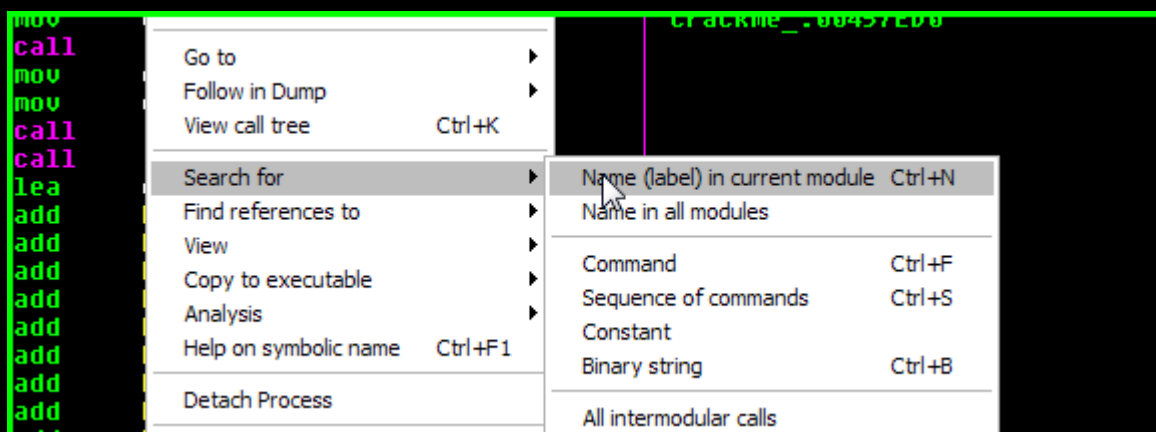 mov
crackme_.00457ED0
call
mov
mov
call
call
lea
add
add
add
add
add
add
add
add
Go to
Follow in Dump
View call tree Ctrl+K
Search for
Find references to
View
Copy to executable
Analysis
Help on symbolic name Ctrl+F1
Detach Process
Name (label) in current module Ctrl+N
Name in all modules
Command Ctrl+F
Sequence of commands Ctrl+S
Constant
Binary string Ctrl+B
All intermodular calls